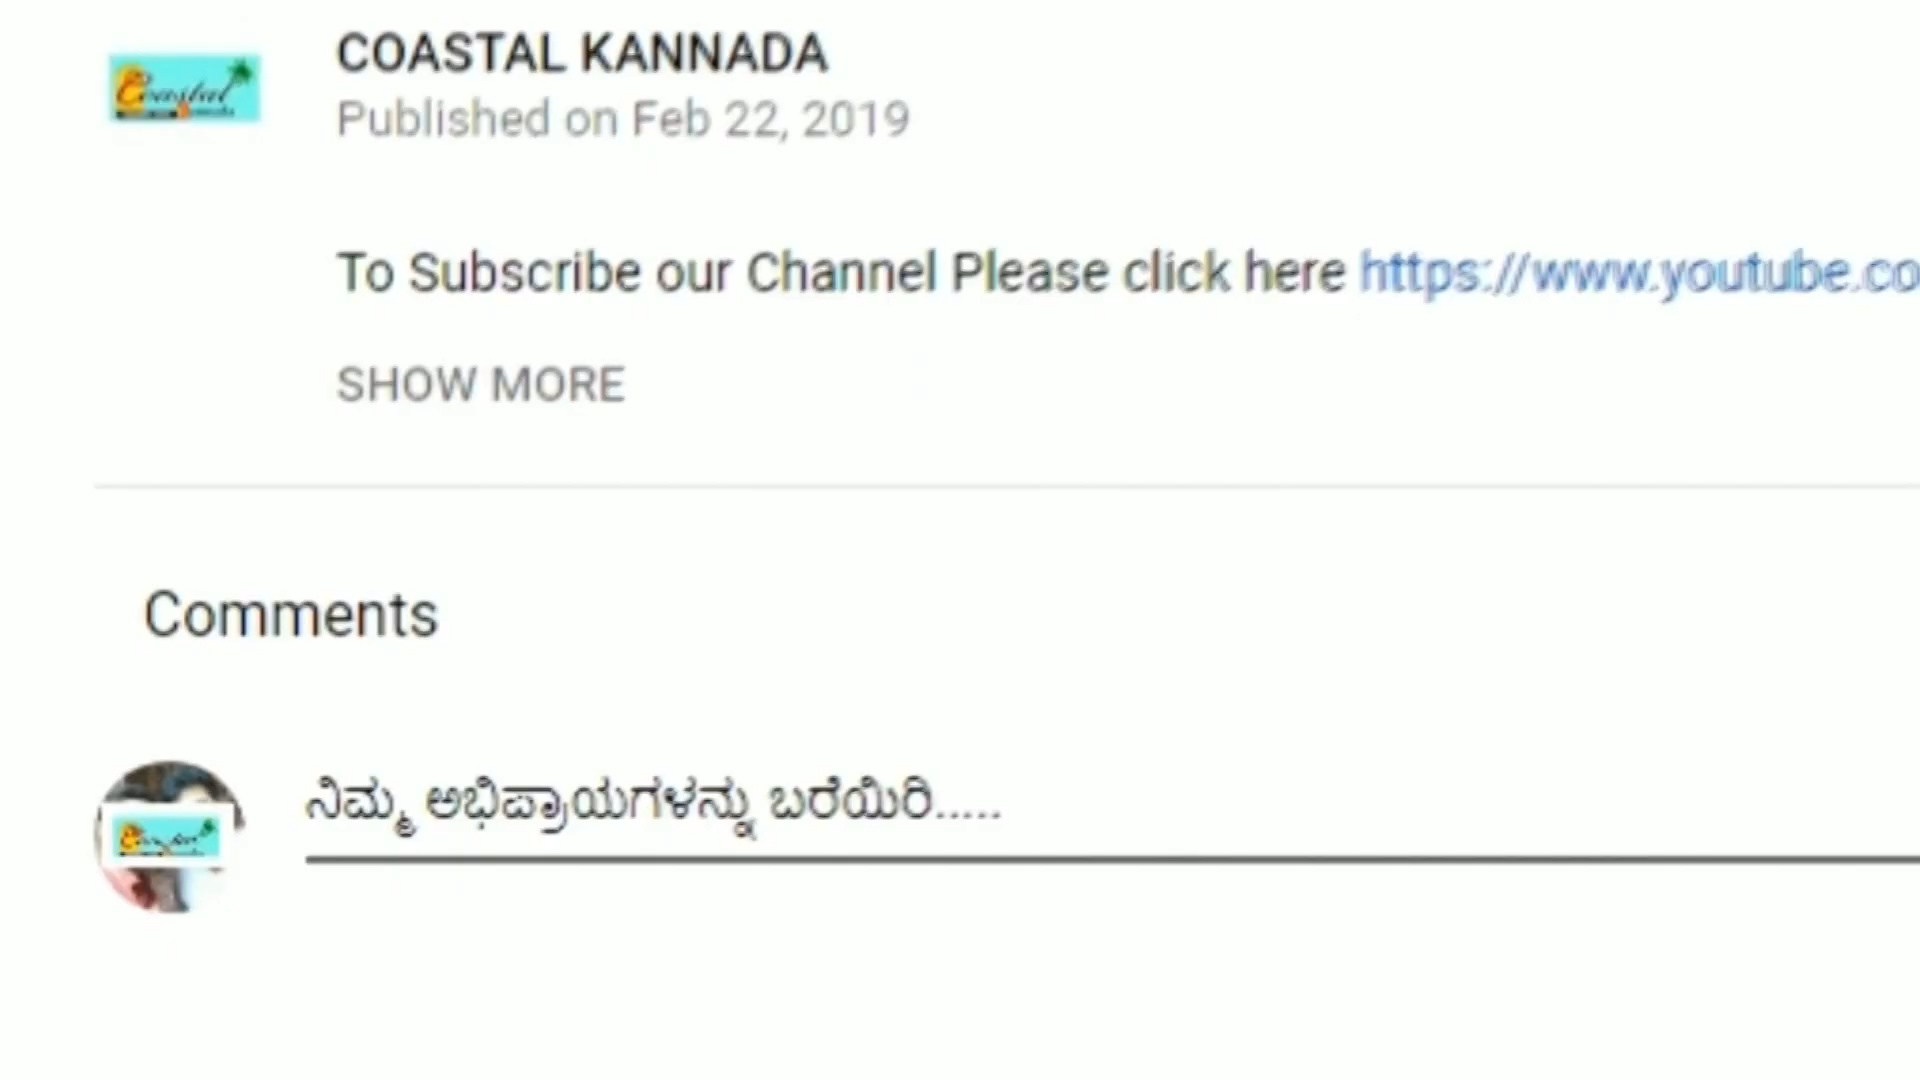 Coastal
COASTAL KANNADA
Published on Feb 22, 2019
To Subscribe our Channel Please click here https://www.youtube.co
SHOW MORE
Comments
ನಿಮ್ಮ ಅಭಿಪ್ರಾಯಗಳನ್ನು ಬರೆಯಿರಿ.....